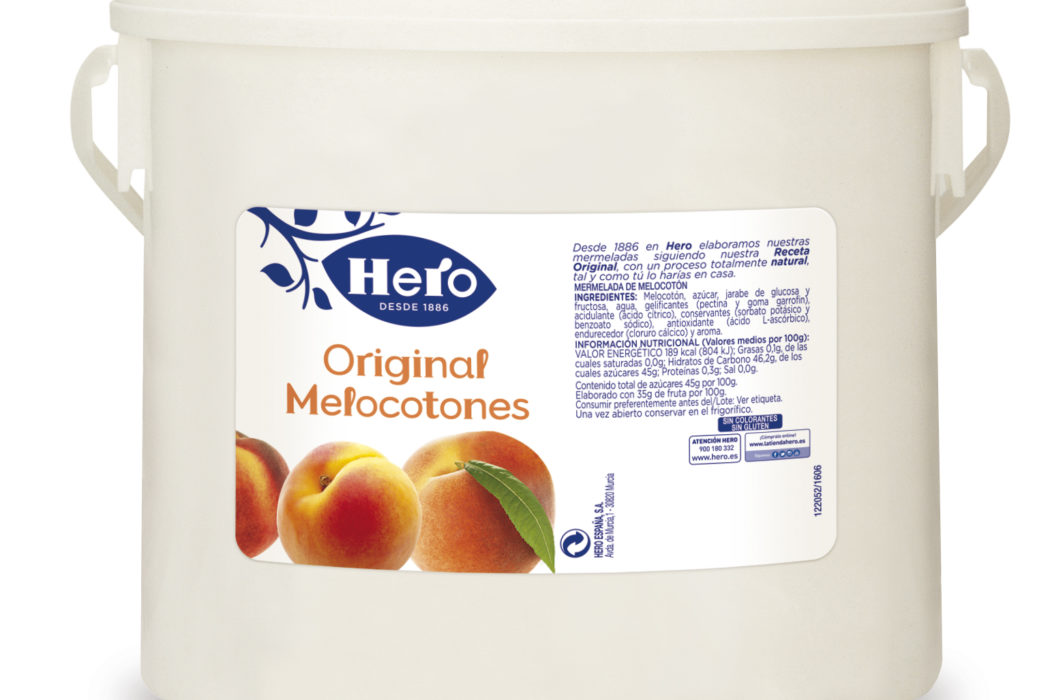 Hero
DESDE 1886
Original
Melocotones
Desde 1886 en Hero elaboramos nuestras
mermeladas siguiendo nuestra Receta
Original, con un proceso totalmente natural,
tal y como tú lo harías en casa.
MERMELADA DE MELOCOTÓN
INGREDIENTES: Melocotón, azúcar, jarabe de glucosa y
fructosa, agua, gelificantes (pectina y goma garrofín),
acidulante (ácido cítrico), conservantes (sorbato potásico y
benzoato sódico), antioxidante (ácido L-ascórbico),
endurecedor (cloruro cálcico) y aroma.
INFORMACIÓN NUTRICIONAL (Valores medios por 100g):
VALOR ENERGÉTICO 189 kcal (804 kJ); Grasas 0,1g, de las
cuales saturadas 0,0g; Hidratos de Carbono 46,2g, de los
cuales azúcares 45g; Proteínas 0,3g; Sal 0,0g.
Contenido total de azúcares 45g por 100g.
Elaborado con 35g de fruta por 100g.
Consumir preferentemente antes del/Lote: Ver etiqueta.
Una vez abierto conservar en el frigorífico.
SIN COLORANTES
SIN GLUTEN
ATENCIÓN HERO
900 180 332
www.hero.es
¡Cómpralo online!
www.latiendahero.es
HERO ESPAÑA, S.A.
Avda. de Murcia, 1 - 30820 Murcia
122052/1606